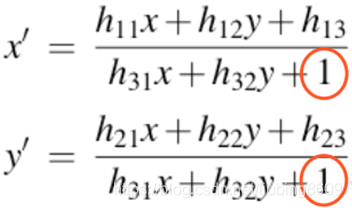 x′ = (h₁₁x + h₁₂y + h₁₃) / (h₃₁x + h₃₂y + 1)
y′ = (h₂₁x + h₂₂y + h₂₃) / (h₃₁x + h₃₂y + 1)